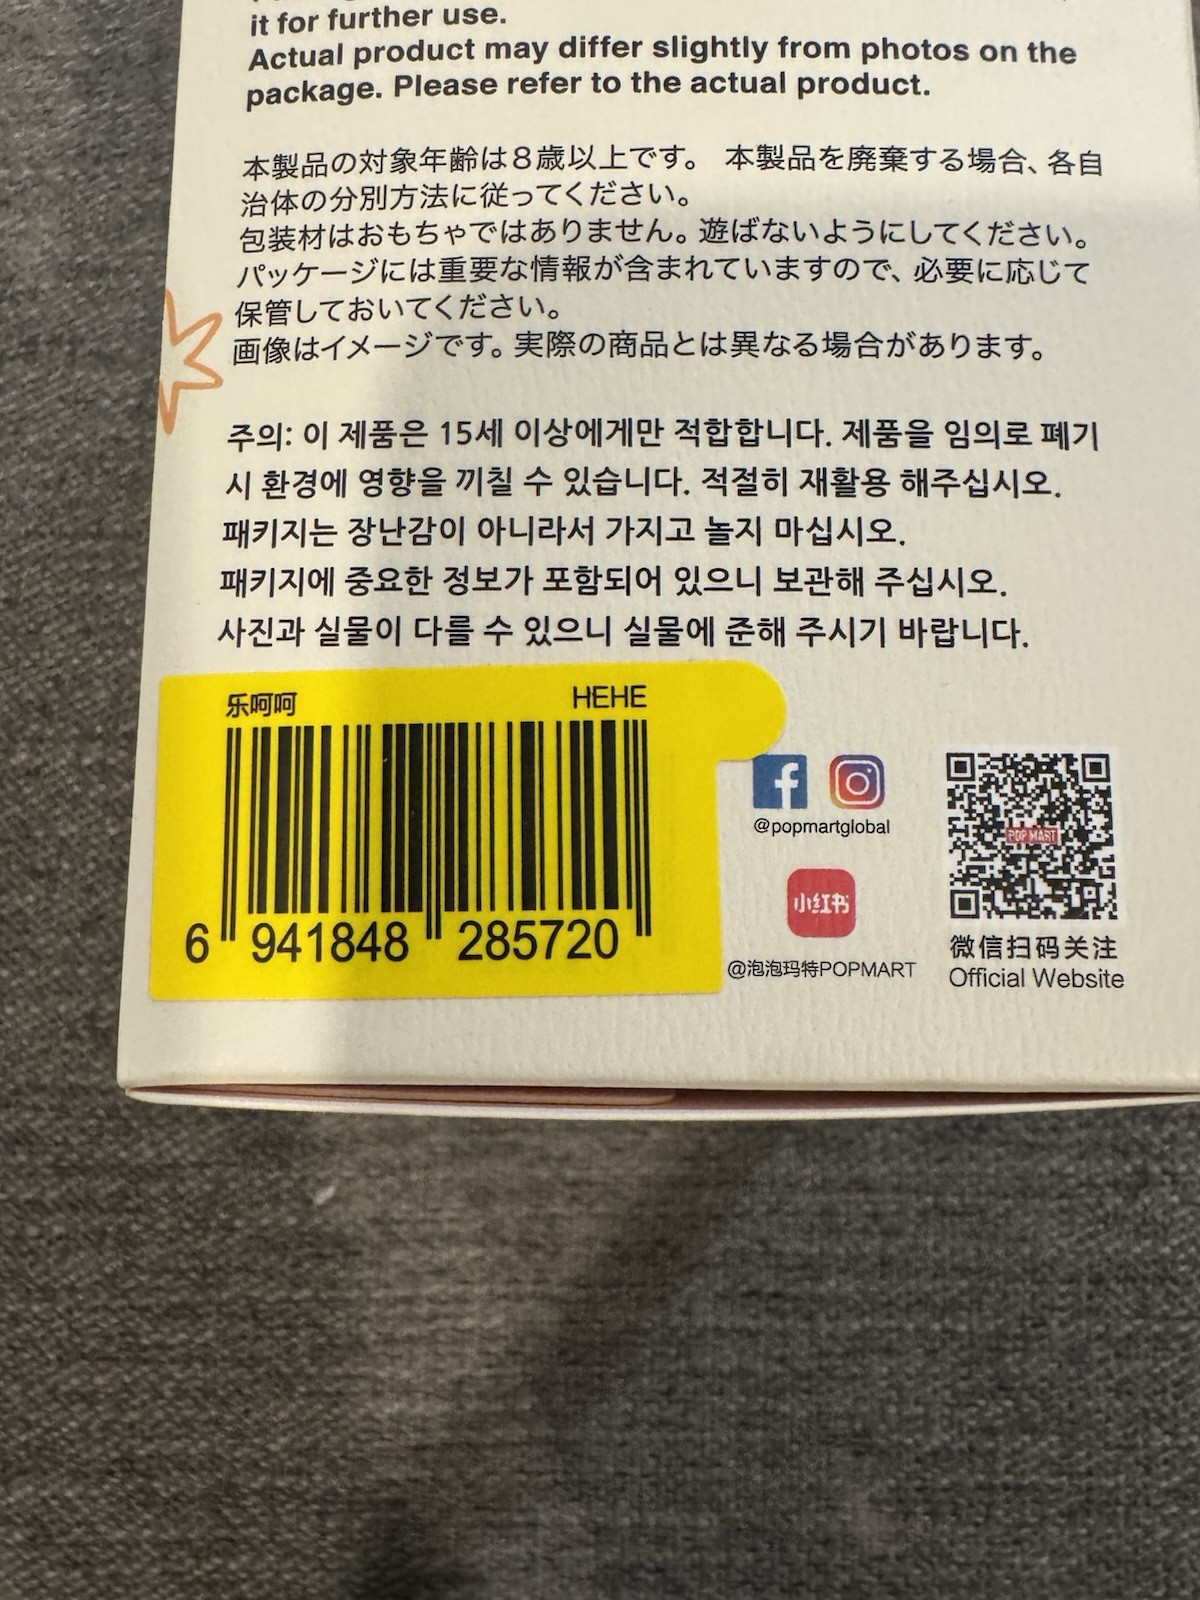 it for further use.
Actual product may differ slightly from photos on the
package. Please refer to the actual product.
本製品の対象年齢は8歳以上です。 本製品を廃棄する場合、各自
治体の分別方法に従ってください。
包装材はおもちゃではありません。遊ばないようにしてください。
パッケージには重要な情報が含まれていますので、必要に応じて
保管しておいてください。
画像はイメージです。実際の商品とは異なる場合があります。
주의: 이 제품은 15세 이상에게만 적합합니다. 제품을 임의로 폐기
시 환경에 영향을 끼칠 수 있습니다. 적절히 재활용 해주십시오.
패키지는 장난감이 아니라서 가지고 놀지 마십시오.
패키지에 중요한 정보가 포함되어 있으니 보관해 주십시오.
사진과 실물이 다를 수 있으니 실물에 준해 주시기 바랍니다.
乐呵呵 HEHE
6 941848 285720
@popmartglobal
小红书
@泡泡玛特POPMART
POP MART
微信扫码关注
Official Website